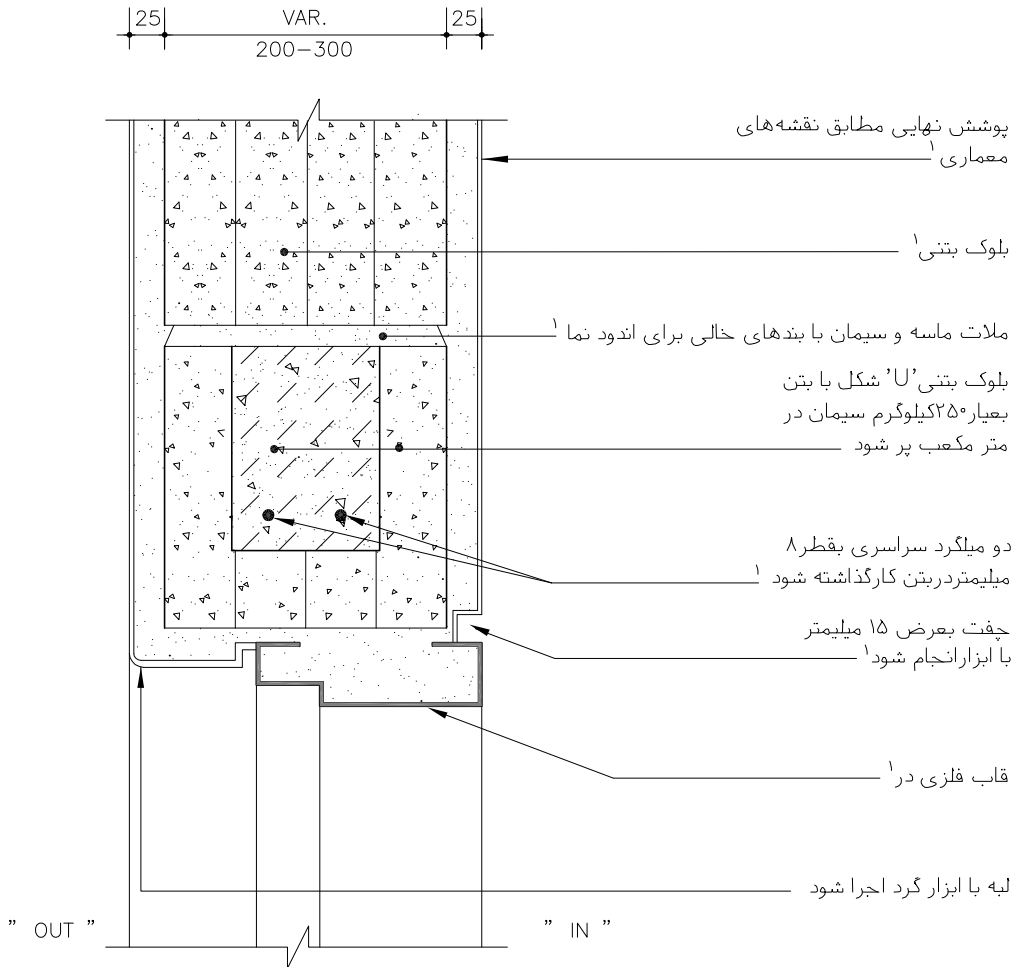 25 VAR. 25
200-300
پوشش نهایی مطابق نقشه‌های
معماری ۱
بلوک بتنی ۱
ملات ماسه و سیمان با بندهای خالی برای اندود نما ۱
بلوک بتنی 'U' شکل با بتن
بعیار ۲۵۰ کیلوگرم سیمان در
متر مکعب پر شود
دو میلگرد سراسری بقطر ۸
میلیمتردربتن کارگذاشته شود ۱
چفت بعرض ۱۵ میلیمتر
با ابزارانجام شود ۱
قاب فلزی در ۱
لبه با ابزار گرد اجرا شود
" OUT " " IN "